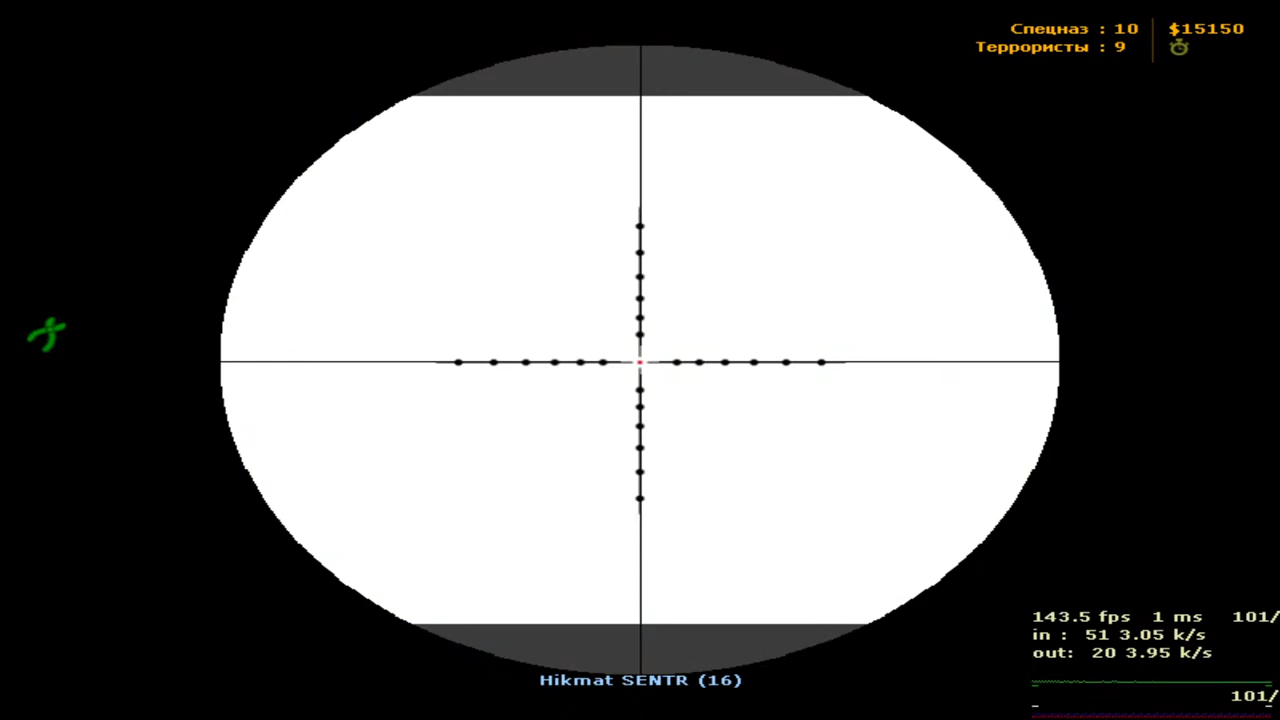 Спецназ : 10
Террористы : 9
$15150
143.5 fps 1 ms 101/
in : 51 3.05 k/s
out: 20 3.95 k/s
101/
Hikmat SENTR (16)